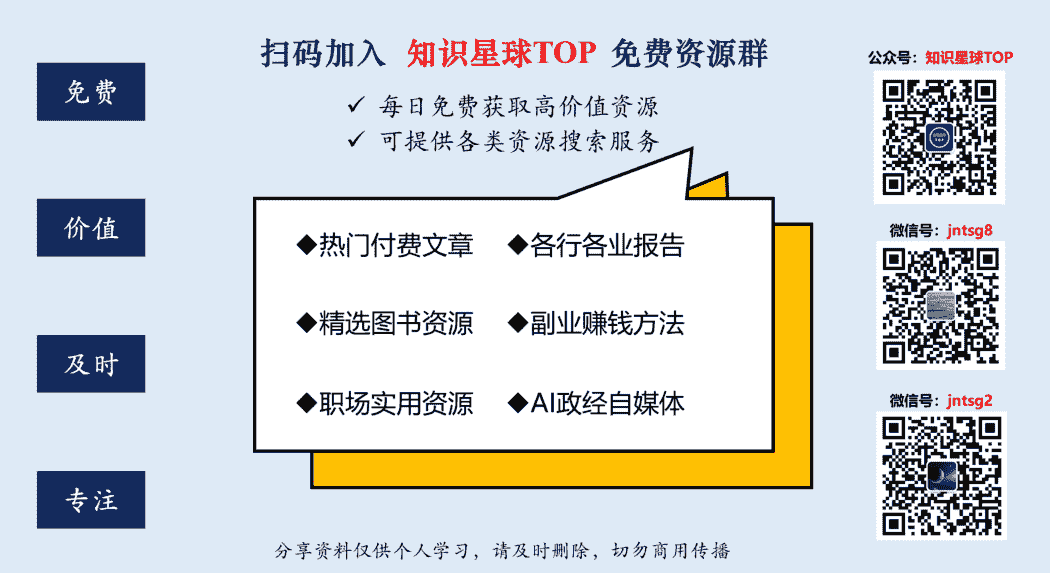 扫码加入 知识星球TOP 免费资源群
✓ 每日免费获取高价值资源
✓ 可提供各类资源搜索服务
免费
价值
及时
专注
◆热门付费文章 ◆各行各业报告
◆精选图书资源 ◆副业赚钱方法
◆职场实用资源 ◆AI政经自媒体
公众号：知识星球TOP
微信号：jntsg8
微信号：jntsg2
分享资料仅供个人学习，请及时删除，切勿商用传播